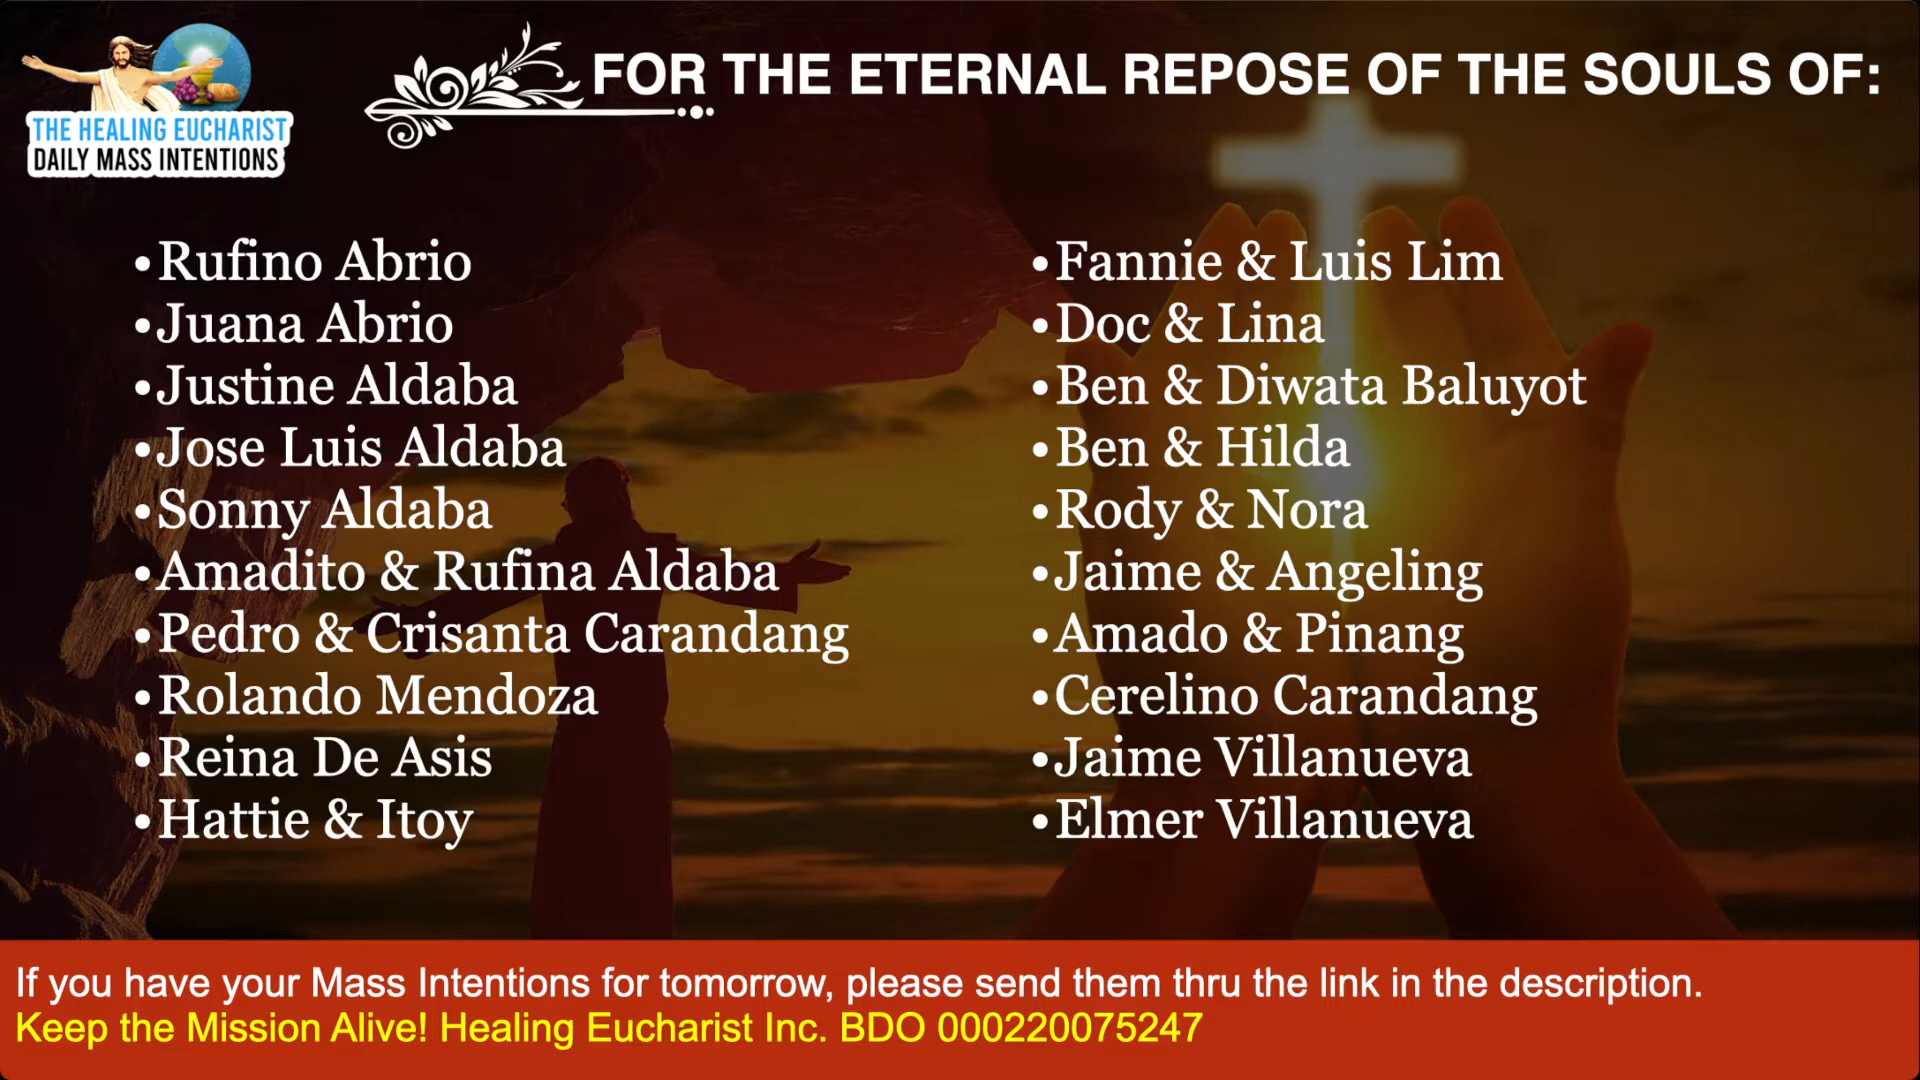 THE HEALING EUCHARIST
DAILY MASS INTENTIONS
FOR THE ETERNAL REPOSE OF THE SOULS OF:
•Rufino Abrio
•Juana Abrio
•Justine Aldaba
•Jose Luis Aldaba
•Sonny Aldaba
•Amadito & Rufina Aldaba
•Pedro & Crisanta Carandang
•Rolando Mendoza
•Reina De Asis
•Hattie & Itoy
•Fannie & Luis Lim
•Doc & Lina
•Ben & Diwata Baluyot
•Ben & Hilda
•Rody & Nora
•Jaime & Angeling
•Amado & Pinang
•Cerelino Carandang
•Jaime Villanueva
•Elmer Villanueva
If you have your Mass Intentions for tomorrow, please send them thru the link in the description.
Keep the Mission Alive! Healing Eucharist Inc. BDO 000220075247